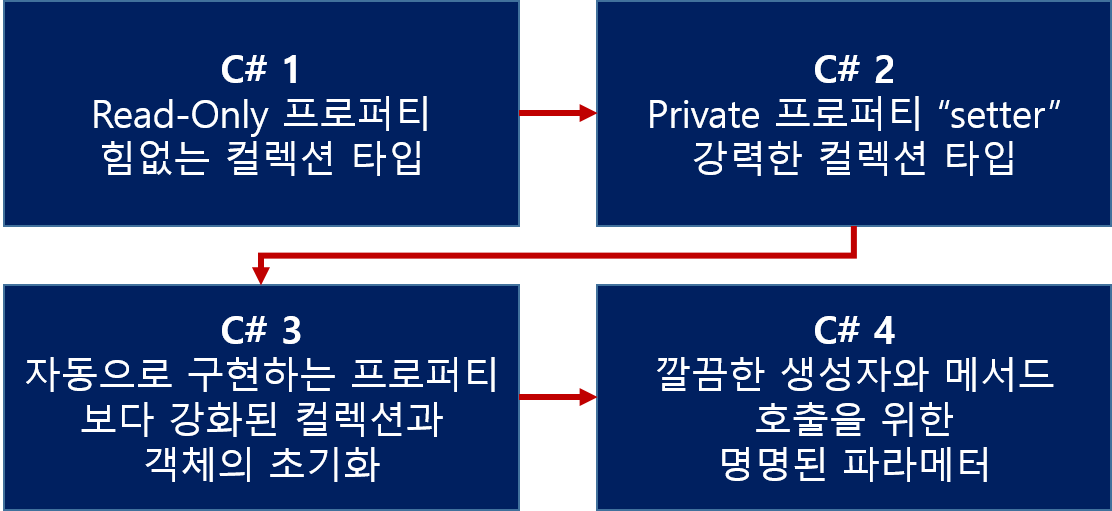 C# 1
Read-Only 프로퍼티
힘없는 컬렉션 타입
C# 2
Private 프로퍼티 “setter”
강력한 컬렉션 타입
C# 3
자동으로 구현하는 프로퍼티
보다 강화된 컬렉션과
객체의 초기화
C# 4
깔끔한 생성자와 메서드
호출을 위한
명명된 파라메터